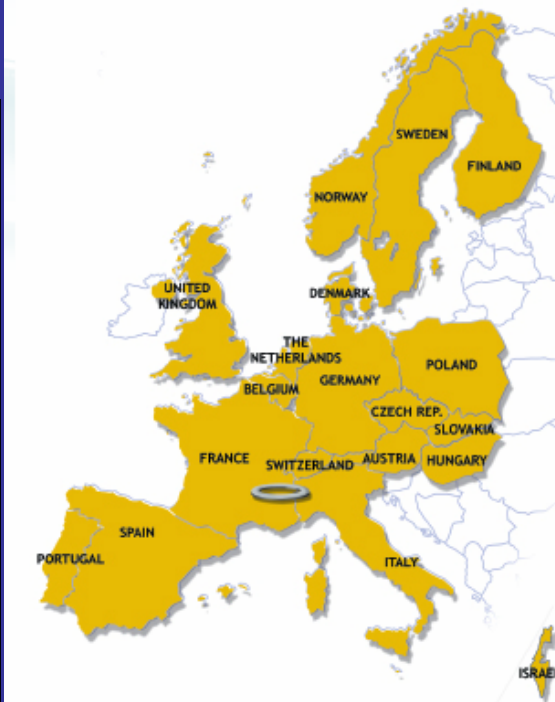 SWEDEN
FINLAND
NORWAY
UNITED
KINGDOM
DENMARK
THE
NETHERLANDS
BELGIUM
GERMANY
POLAND
CZECH REP.
SLOVAKIA
FRANCE
SWITZERLAND
AUSTRIA
HUNGARY
SPAIN
PORTUGAL
ITALY
ISRAE